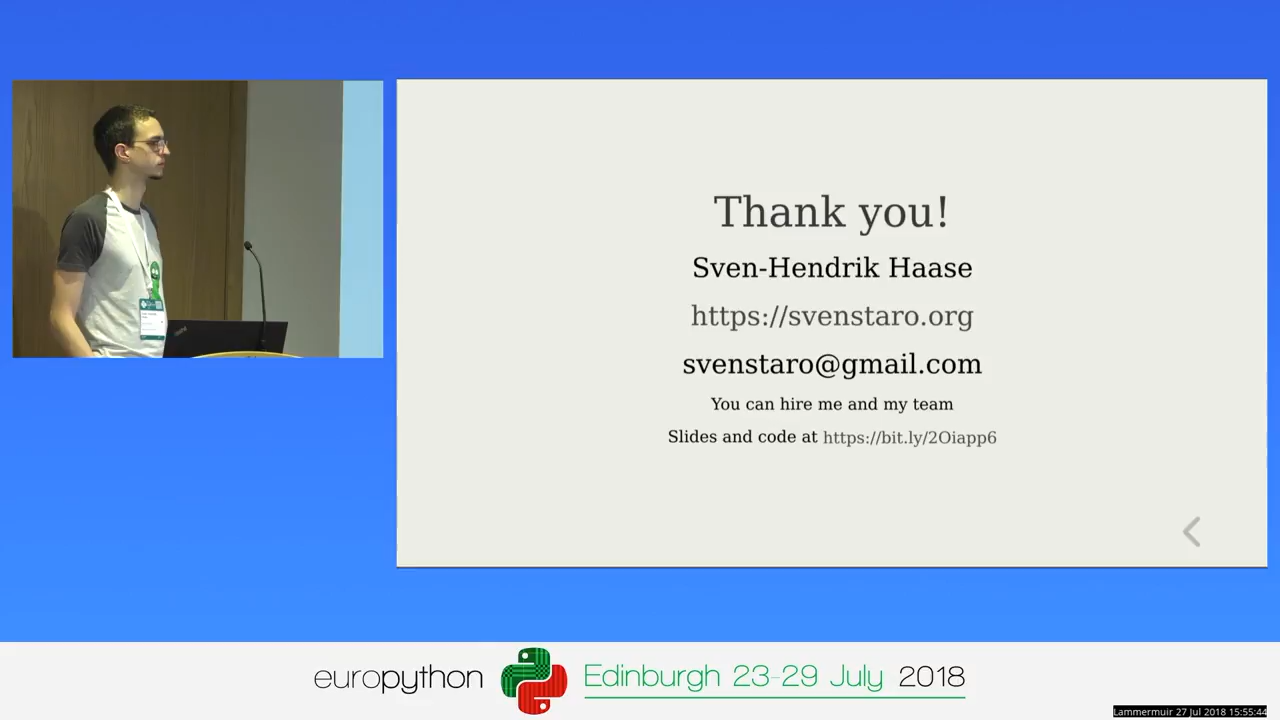 Thank you!
Sven-Hendrik Haase
https://svenstaro.org
svenstaro@gmail.com
You can hire me and my team
Slides and code at https://bit.ly/2Oiapp6
europython Edinburgh 23-29 July 2018
Lammermuir 27 Jul 2018 15:55:44